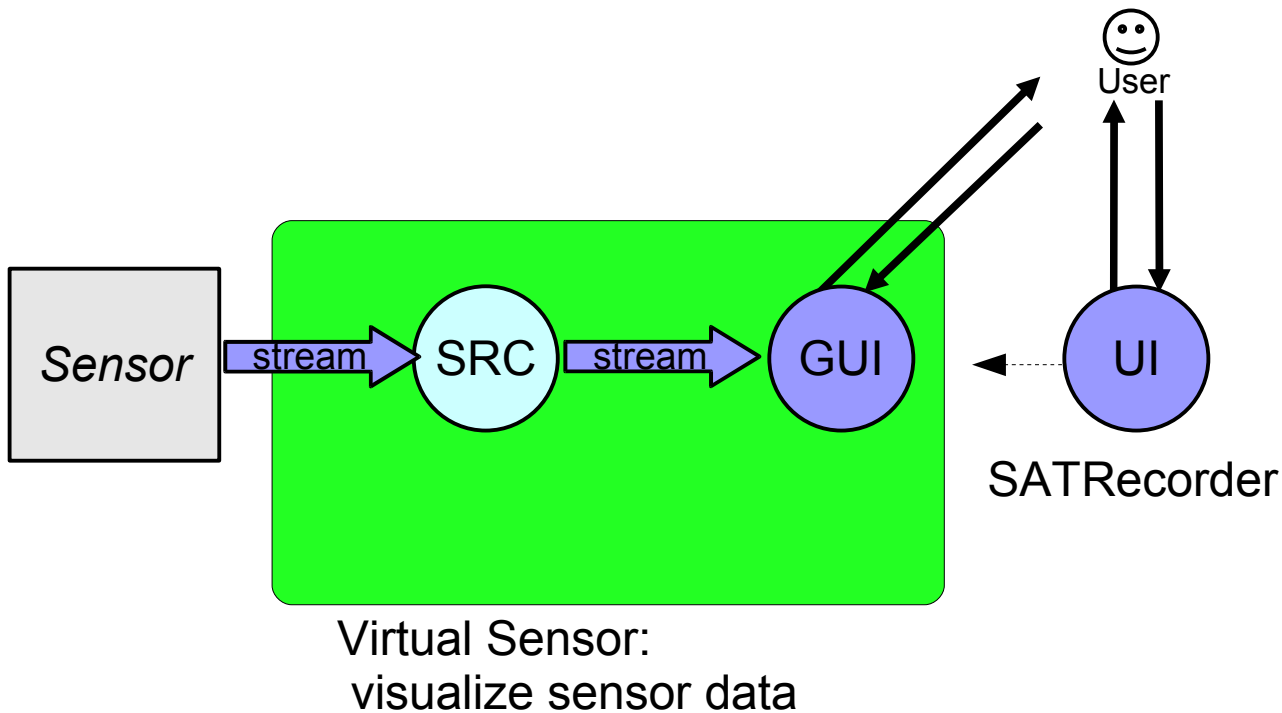 User
Sensor
stream
SRC
stream
GUI
UI
SATRecorder
Virtual Sensor:
visualize sensor data